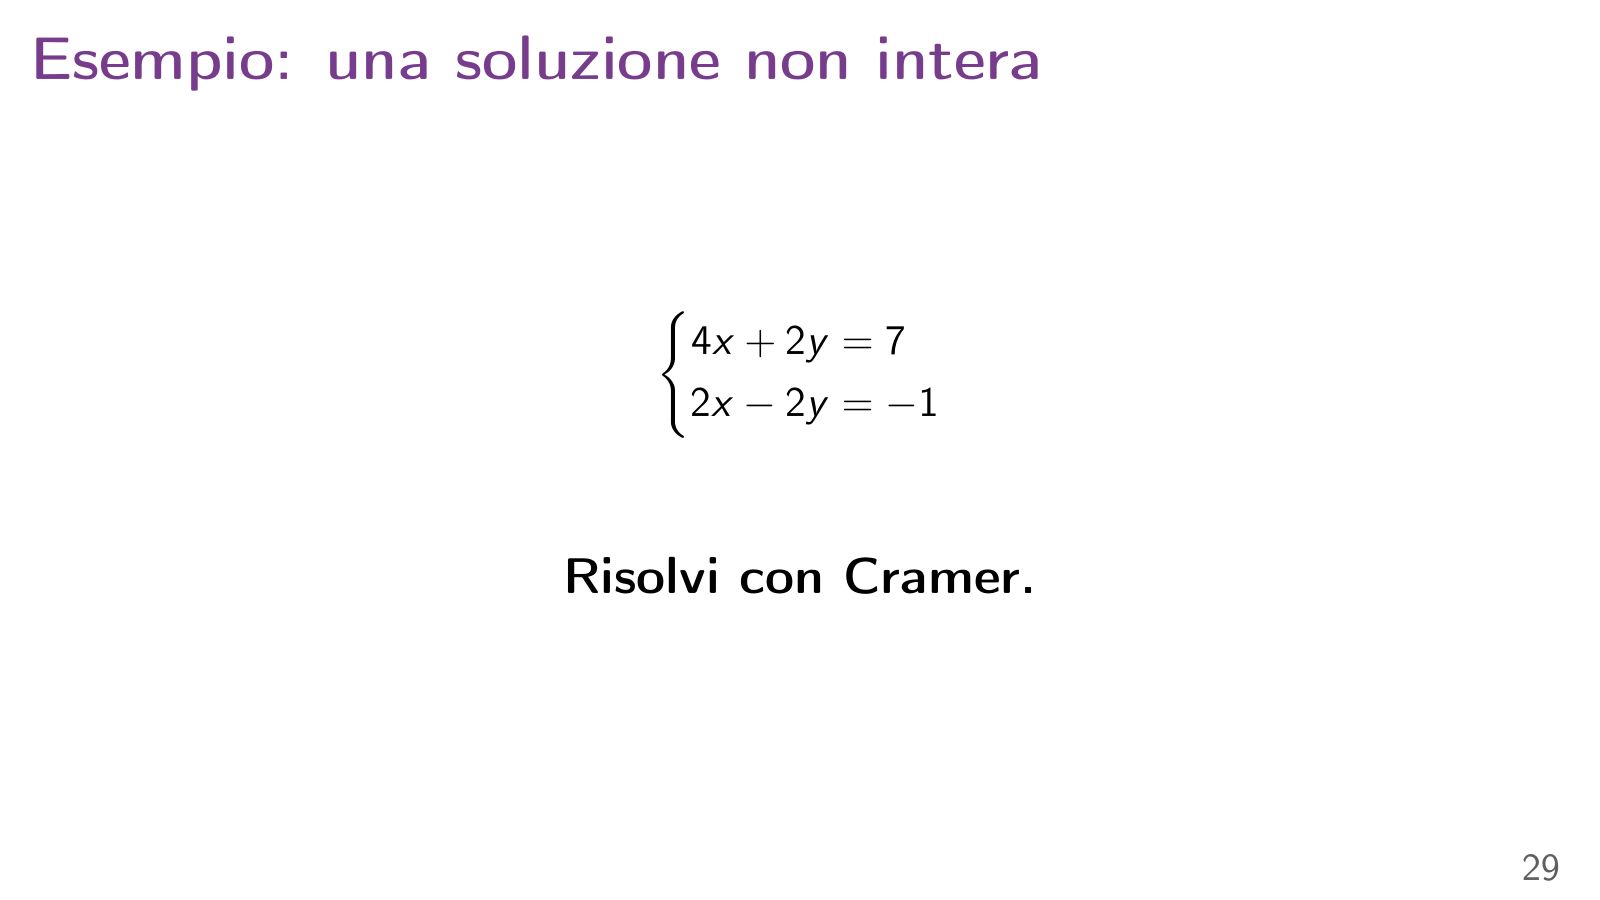 Esempio: una soluzione non intera
4x + 2y = 7
2x − 2y = −1
Risolvi con Cramer.
29